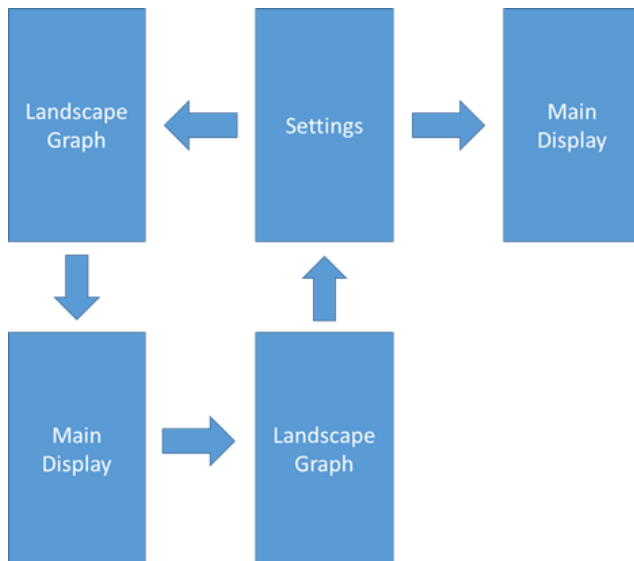 Landscape
Graph
Settings
Main
Display
Main
Display
Landscape
Graph